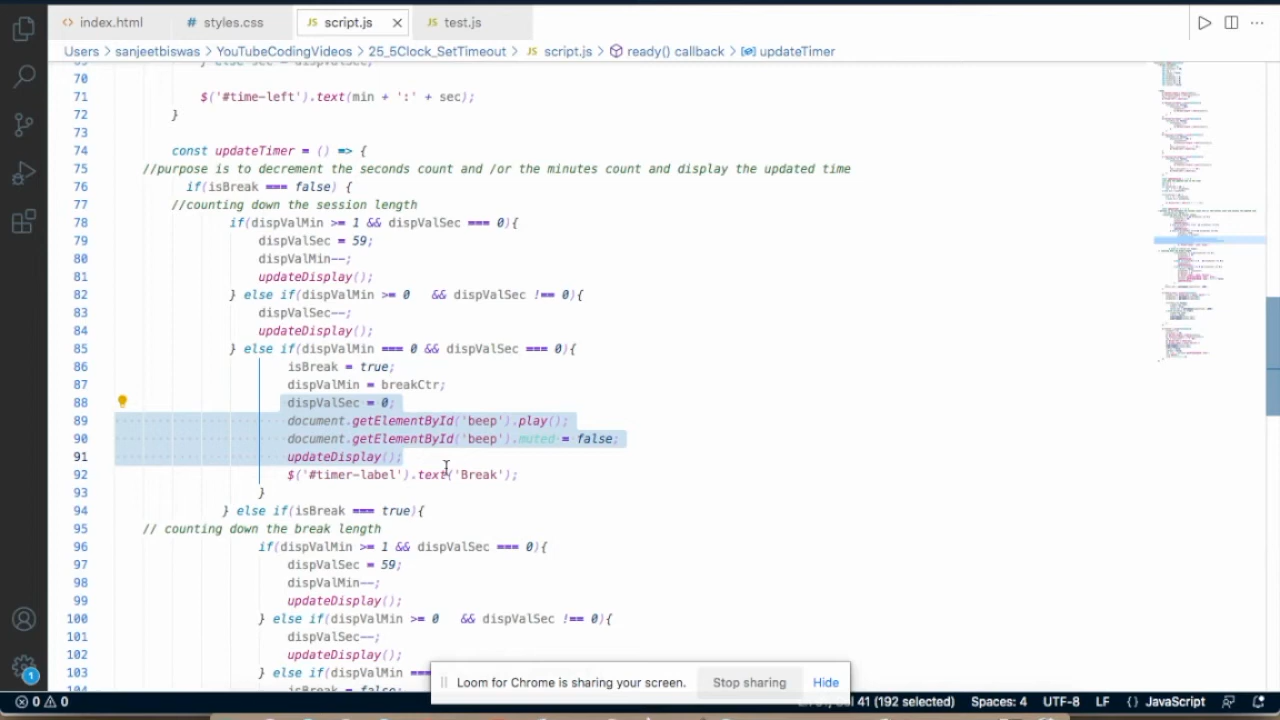 index.html
styles.css
script.js
test.js
Users > sanjeetbiswas > YouTubeCodingVideos > 25_5Clock_SetTimeout > script.js > ready() callback > updateTimer
69 } else sec = dispValSec;
70
71 $('#time-left').text(min + ':' + sec);
72 }
73
74 const updateTimer = () => {
75 //purpose is to decrement the seconds count and/or the minutes count and display the updated time
76 if(isBreak === false) {
77 //counting down the session length
78 if(dispValMin >= 1 && dispValSec === 0){
79 dispValSec = 59;
80 dispValMin--;
81 updateDisplay();
82 } else if(dispValMin >= 0 && dispValSec !== 0){
83 dispValSec--;
84 updateDisplay();
85 } else if(dispValMin === 0 && dispValSec === 0){
86 isBreak = true;
87 dispValMin = breakCtr;
88 dispValSec = 0;
89 document.getElementById('beep').play();
90 document.getElementById('beep').muted = false;
91 updateDisplay();
92 $('#timer-label').text('Break');
93 }
94 } else if(isBreak === true){
95 // counting down the break length
96 if(dispValMin >= 1 && dispValSec === 0){
97 dispValSec = 59;
98 dispValMin--;
99 updateDisplay();
100 } else if(dispValMin >= 0 && dispValSec !== 0){
101 dispValSec--;
102 updateDisplay();
103 } else if(dispValMin ===
Loom for Chrome is sharing your screen. Stop sharing Hide
0 0 41 (192 selected) Spaces: 4 UTF-8 LF {} JavaScript